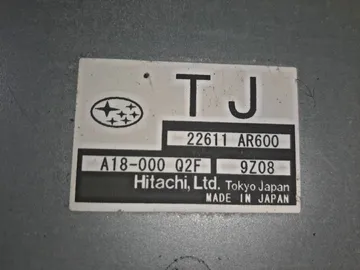 TJ
22611 AR600
A18-000 Q2F 9Z08
Hitachi, Ltd. Tokyo Japan
MADE IN JAPAN